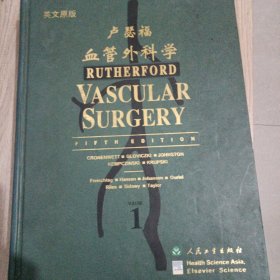 英文原版
卢瑟福
血管外科学
RUTHERFORD
VASCULAR
SURGERY
FIFTH EDITION
CRONENWETT ■ GLOVICZKI ■ JOHNSTON
KEMPCZINSKI ■ KRUPSKI
VOLUME
1
人民卫生出版社
Health Science Asia,
Elsevier Science